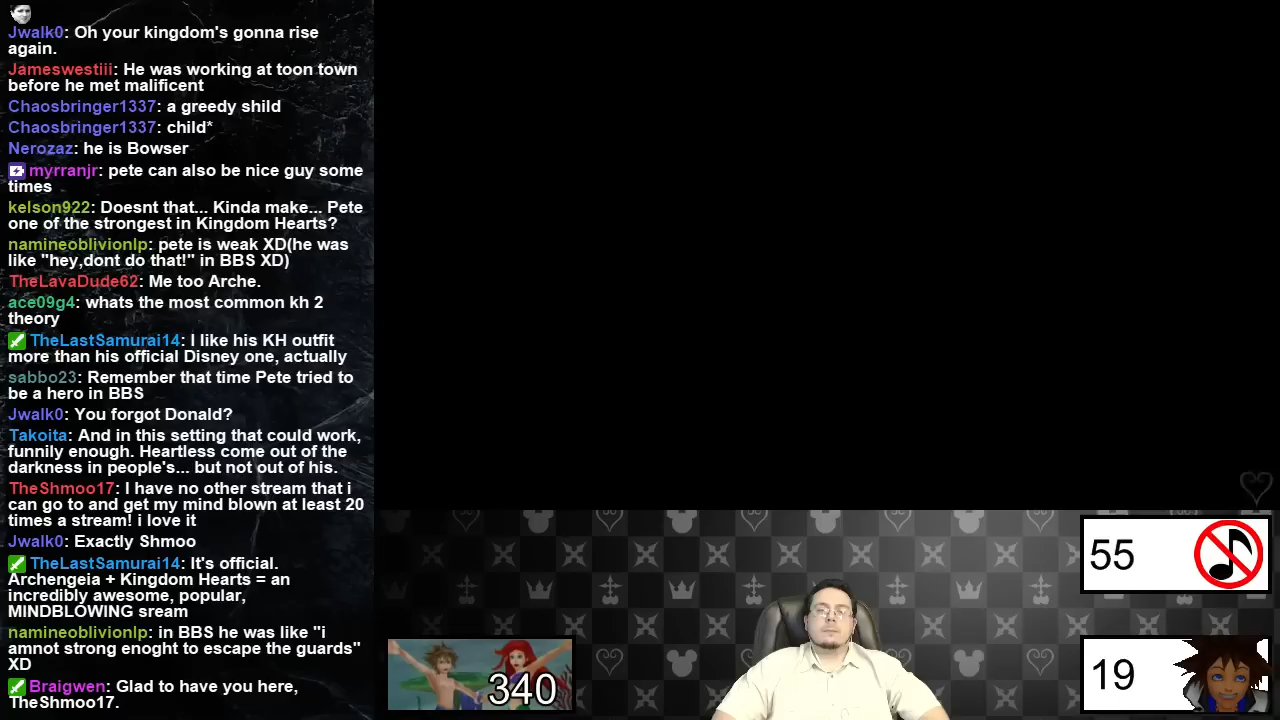 Jwalk0: Oh your kingdom's gonna rise
again.
Jameswestiii: He was working at toon town
before he met malificent
Chaosbringer1337: a greedy shild
Chaosbringer1337: child*
Nerozaz: he is Bowser
myrranjr: pete can also be nice guy some
times
kelson922: Doesnt that... Kinda make... Pete
one of the strongest in Kingdom Hearts?
namineoblivionlp: pete is weak XD(he was
like "hey,dont do that!" in BBS XD)
TheLavaDude62: Me too Arche.
ace09g4: whats the most common kh 2
theory
TheLastSamurai14: I like his KH outfit
more than his official Disney one, actually
sabbo23: Remember that time Pete tried to
be a hero in BBS
Jwalk0: You forgot Donald?
Takoita: And in this setting that could work,
funnily enough. Heartless come out of the
darkness in people's... but not out of his.
TheShmoo17: I have no other stream that i
can go to and get my mind blown at least 20
times a stream! i love it
Jwalk0: Exactly Shmoo
TheLastSamurai14: It's official.
Archengeia + Kingdom Hearts = an
incredibly awesome, popular,
MINDBLOWING sream
namineoblivionlp: in BBS he was like "i
amnot strong enoght to escape the guards"
XD
Braigwen: Glad to have you here,
TheShmoo17.
340
55
19